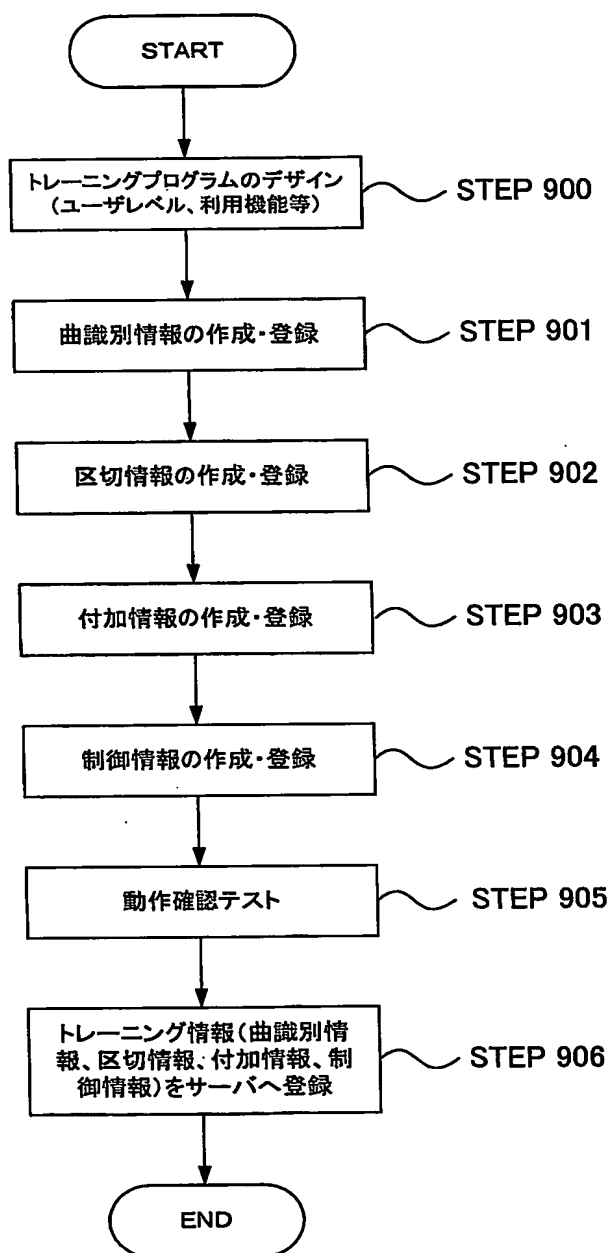 START
トレーニングプログラムのデザイン
(ユーザレベル、利用機能等)
STEP 900
曲識別情報の作成・登録
STEP 901
区切情報の作成・登録
STEP 902
付加情報の作成・登録
STEP 903
制御情報の作成・登録
STEP 904
動作確認テスト
STEP 905
トレーニング情報(曲識別情
報、区切情報、付加情報、制
御情報)をサーバへ登録
STEP 906
END